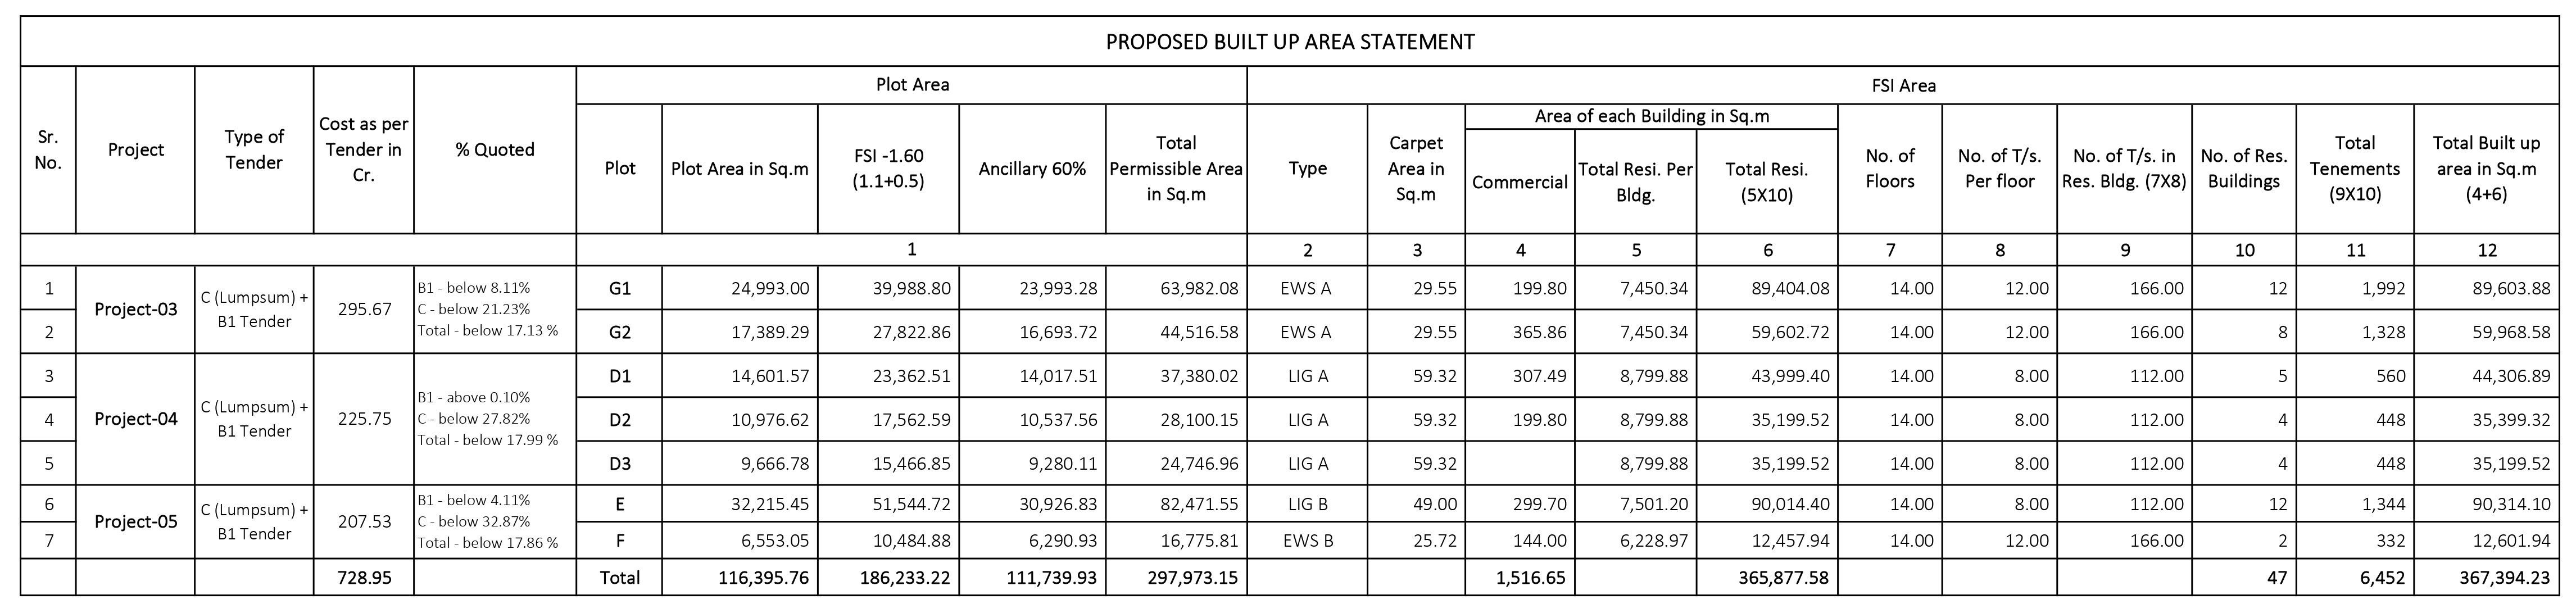 PROPOSED BUILT UP AREA STATEMENT
Sr. No. | Project | Type of Tender | Cost as per Tender in Cr. | % Quoted | Plot Area | FSI Area
Plot | Plot Area in Sq.m | FSI -1.60 (1.1+0.5) | Ancillary 60% | Total Permissible Area in Sq.m | Type | Carpet Area in Sq.m | Area of each Building in Sq.m | No. of Floors | No. of T/s. Per floor | No. of T/s. in Res. Bldg. (7X8) | No. of Res. Buildings | Total Tenements (9X10) | Total Built up area in Sq.m (4+6)
Commercial | Total Resi. Per Bldg. | Total Resi. (5X10)
1 | 2 | 3 | 4 | 5 | 6 | 7 | 8 | 9 | 10 | 11 | 12
1 | Project-03 | C (Lumpsum) + B1 Tender | 295.67 | B1 - below 8.11% C - below 21.23% Total - below 17.13 % | G1 | 24,993.00 | 39,988.80 | 23,993.28 | 63,982.08 | EWS A | 29.55 | 199.80 | 7,450.34 | 89,404.08 | 14.00 | 12.00 | 166.00 | 12 | 1,992 | 89,603.88
2 | G2 | 17,389.29 | 27,822.86 | 16,693.72 | 44,516.58 | EWS A | 29.55 | 365.86 | 7,450.34 | 59,602.72 | 14.00 | 12.00 | 166.00 | 8 | 1,328 | 59,968.58
3 | Project-04 | C (Lumpsum) + B1 Tender | 225.75 | B1 - above 0.10% C - below 27.82% Total - below 17.99 % | D1 | 14,601.57 | 23,362.51 | 14,017.51 | 37,380.02 | LIG A | 59.32 | 307.49 | 8,799.88 | 43,999.40 | 14.00 | 8.00 | 112.00 | 5 | 560 | 44,306.89
4 | D2 | 10,976.62 | 17,562.59 | 10,537.56 | 28,100.15 | LIG A | 59.32 | 199.80 | 8,799.88 | 35,199.52 | 14.00 | 8.00 | 112.00 | 4 | 448 | 35,399.32
5 | D3 | 9,666.78 | 15,466.85 | 9,280.11 | 24,746.96 | LIG A | 59.32 | 8,799.88 | 35,199.52 | 14.00 | 8.00 | 112.00 | 4 | 448 | 35,199.52
6 | Project-05 | C (Lumpsum) + B1 Tender | 207.53 | B1 - below 4.11% C - below 32.87% Total - below 17.86 % | E | 32,215.45 | 51,544.72 | 30,926.83 | 82,471.55 | LIG B | 49.00 | 299.70 | 7,501.20 | 90,014.40 | 14.00 | 8.00 | 112.00 | 12 | 1,344 | 90,314.10
7 | F | 6,553.05 | 10,484.88 | 6,290.93 | 16,775.81 | EWS B | 25.72 | 144.00 | 6,228.97 | 12,457.94 | 14.00 | 12.00 | 166.00 | 2 | 332 | 12,601.94
728.95 | Total | 116,395.76 | 186,233.22 | 111,739.93 | 297,973.15 | 1,516.65 | 365,877.58 | 47 | 6,452 | 367,394.23